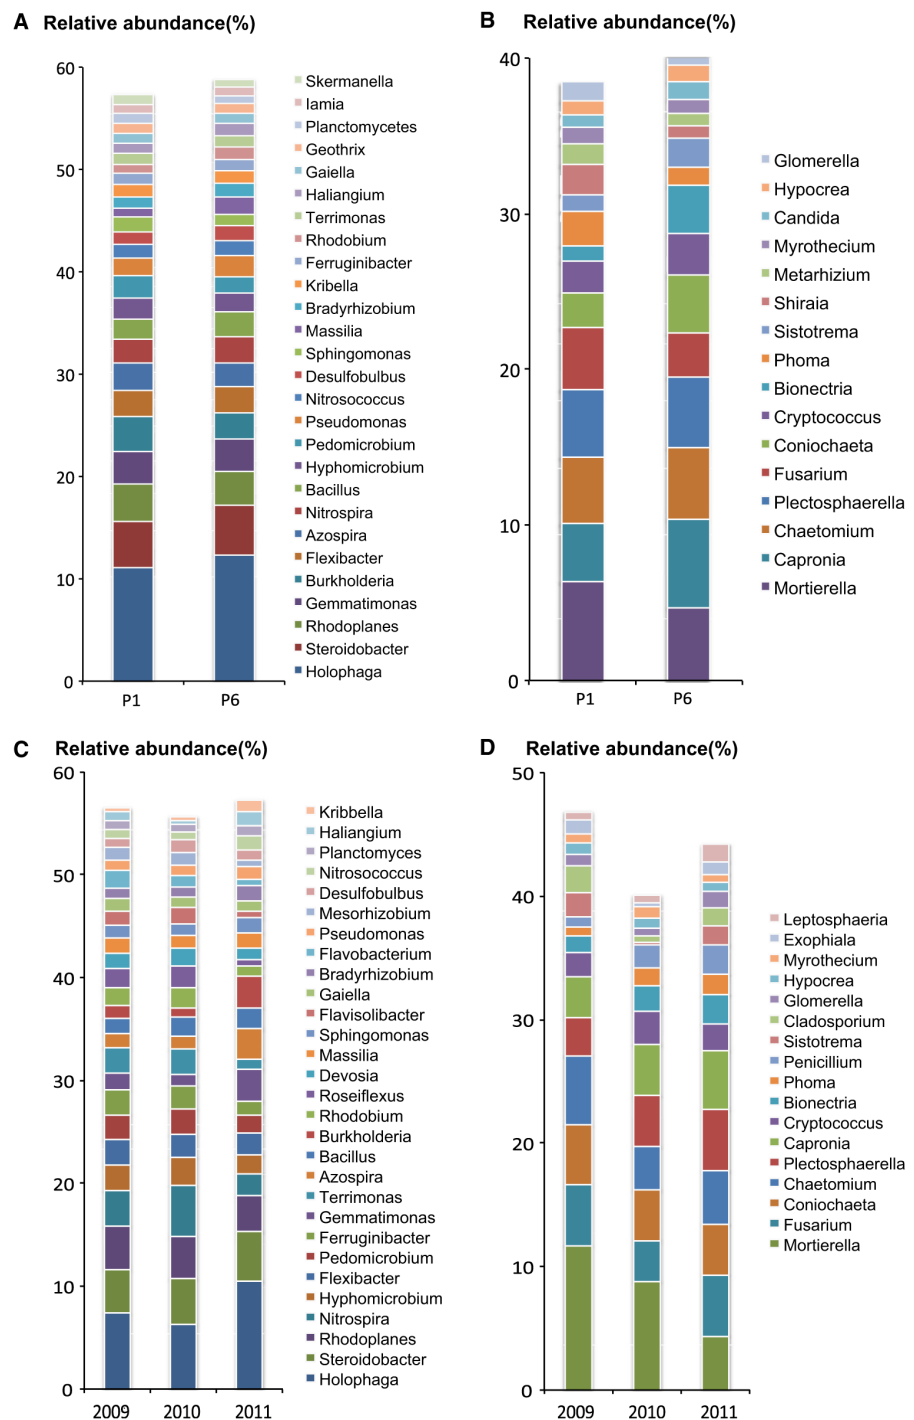 A Relative abundance(%)
60
50
40
30
20
10
0
P1
P6
Skermanella
Iamia
Planctomycetes
Geothrix
Gaiella
Haliangium
Terrimonas
Rhodobium
Ferruginibacter
Kribella
Bradyrhizobium
Massilia
Sphingomonas
Desulfobulbus
Nitrosococcus
Pseudomonas
Pedomicrobium
Hyphomicrobium
Bacillus
Nitrospira
Azospira
Flexibacter
Burkholderia
Gemmatimonas
Rhodoplanes
Steroidobacter
Holophaga
B Relative abundance(%)
40
30
20
10
0
P1
P6
Glomerella
Hypocrea
Candida
Myrothecium
Metarhizium
Shiraia
Sistotrema
Phoma
Bionectria
Cryptococcus
Coniochaeta
Fusarium
Plectosphaerella
Chaetomium
Capronia
Mortierella
C Relative abundance(%)
60
50
40
30
20
10
0
2009
2010
2011
Kribbella
Haliangium
Planctomyces
Nitrosococcus
Desulfobulbus
Mesorhizobium
Pseudomonas
Flavobacterium
Bradyrhizobium
Gaiella
Flavisolibacter
Sphingomonas
Massilia
Devosia
Roseiflexus
Rhodobium
Burkholderia
Bacillus
Azospira
Terrimonas
Gemmatimonas
Ferruginibacter
Pedomicrobium
Flexibacter
Hyphomicrobium
Nitrospira
Rhodoplanes
Steroidobacter
Holophaga
D Relative abundance(%)
50
40
30
20
10
0
2009
2010
2011
Leptosphaeria
Exophiala
Myrothecium
Hypocrea
Glomerella
Cladosporium
Sistotrema
Penicillium
Phoma
Bionectria
Cryptococcus
Capronia
Plectosphaerella
Chaetomium
Coniochaeta
Fusarium
Mortierella